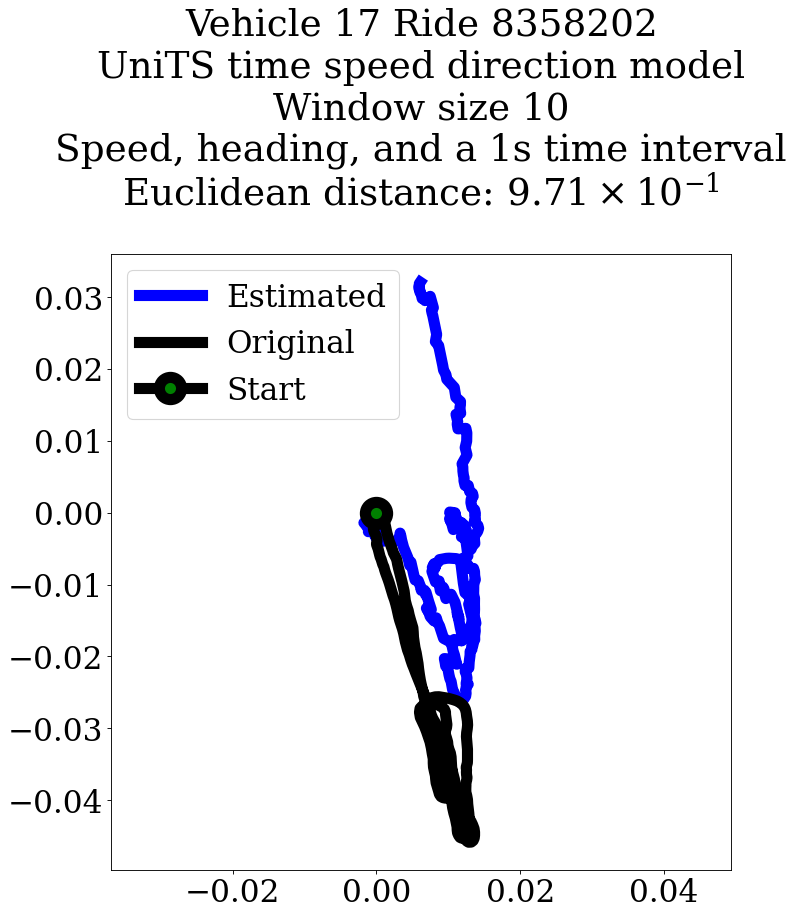 Vehicle 17 Ride 8358202
UniTS time speed direction model
Window size 10
Speed, heading, and a 1s time interval
Euclidean distance: 9.71 × 10⁻¹
Estimated
Original
Start
0.03
0.02
0.01
0.00
−0.01
−0.02
−0.03
−0.04
−0.02 0.00 0.02 0.04